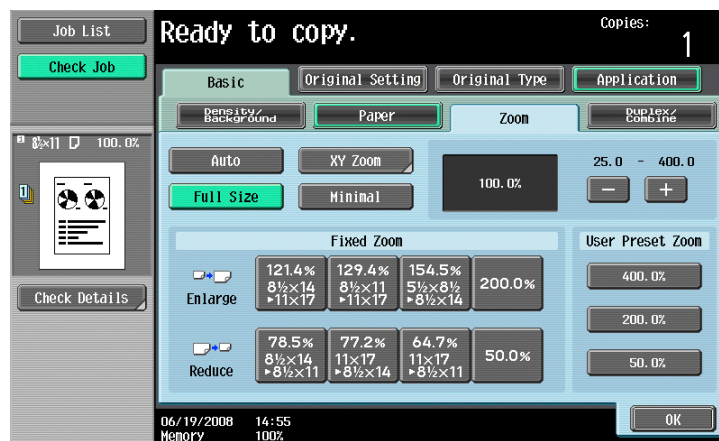 Job List
Check Job
Ready to copy.
Copies:
1
Basic
Original Setting
Original Type
Application
Density/
Background
Paper
Zoom
Duplex/
Combine
8½×11 100.0%
1
Auto
XY Zoom
Full Size
Minimal
100.0%
25.0 - 400.0
− +
Check Details
Fixed Zoom
User Preset Zoom
Enlarge
121.4%
8½×14
▸11×17
129.4%
8½×11
▸11×17
154.5%
5½×8½
▸8½×14
200.0%
Reduce
78.5%
8½×14
▸8½×11
77.2%
11×17
▸8½×14
64.7%
11×17
▸8½×11
50.0%
400.0%
200.0%
50.0%
06/19/2008 14:55
Memory 100%
OK